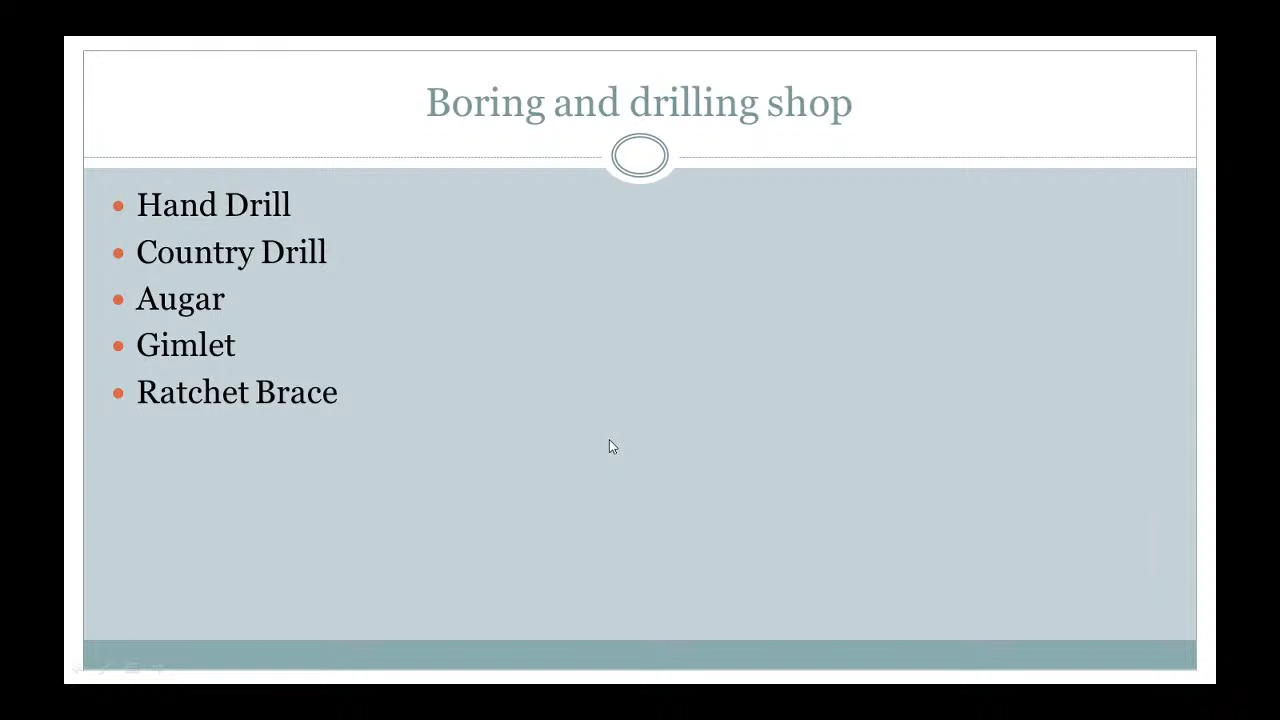 Boring and drilling shop
Hand Drill
Country Drill
Augar
Gimlet
Ratchet Brace